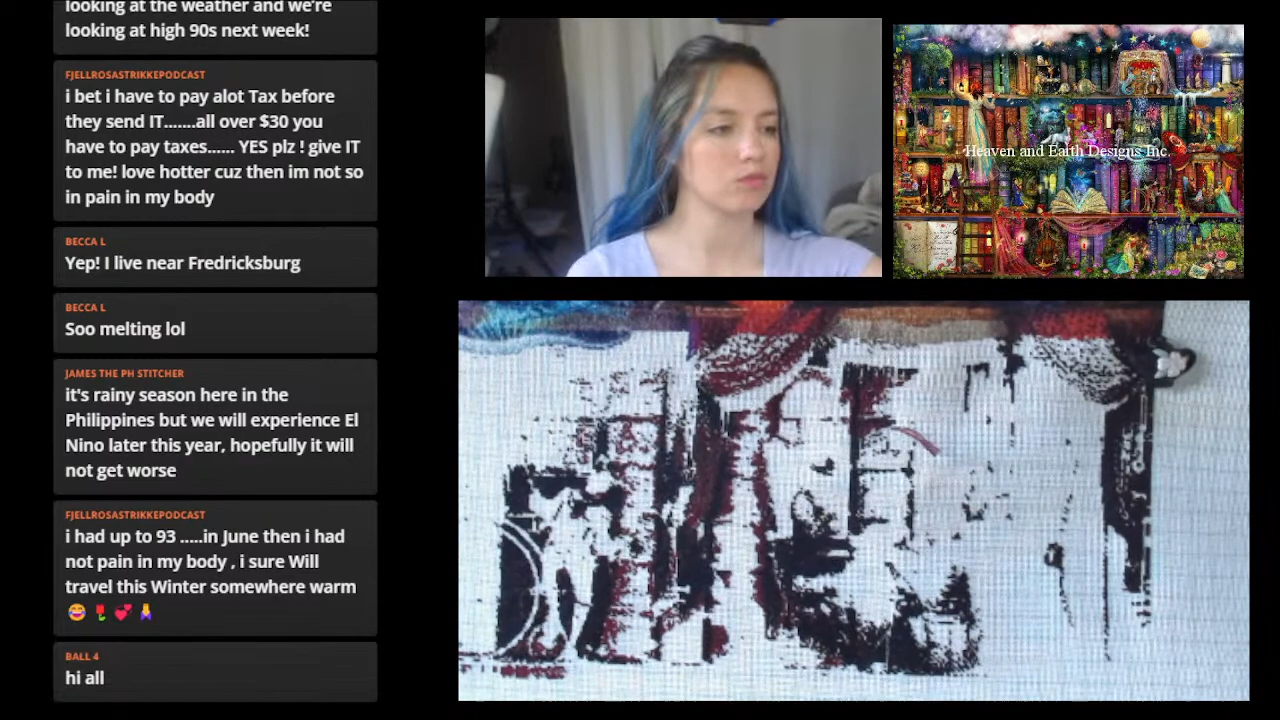 looking at the weather and we're
looking at high 90s next week!
FJELLROSASTRIKKEPODCAST
i bet i have to pay alot Tax before
they send IT.......all over $30 you
have to pay taxes...... YES plz ! give IT
to me! love hotter cuz then im not so
in pain in my body
BECCA L
Yep! I live near Fredricksburg
BECCA L
Soo melting lol
JAMES THE PH STITCHER
it's rainy season here in the
Philippines but we will experience El
Nino later this year, hopefully it will
not get worse
FJELLROSASTRIKKEPODCAST
i had up to 93 .....in June then i had
not pain in my body , i sure Will
travel this Winter somewhere warm
😄 🌷 💞 🙏
BALL 4
hi all
Heaven and Earth Designs Inc.